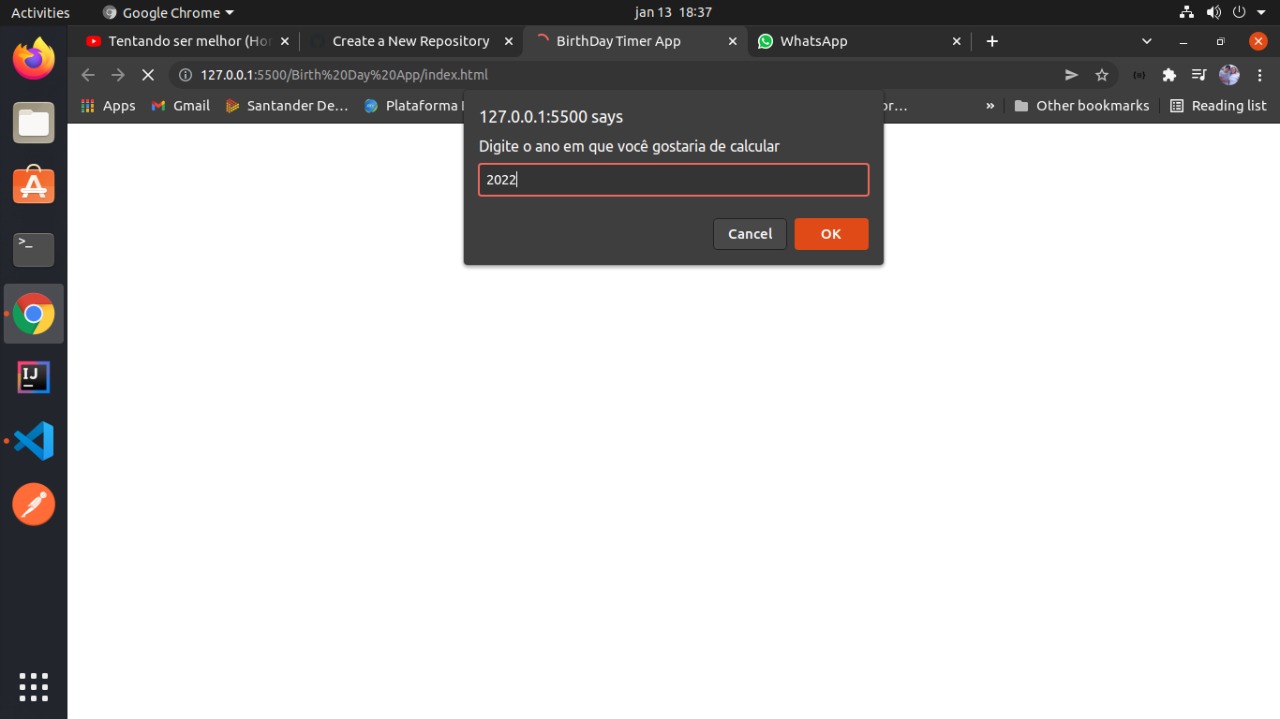 Activities
Google Chrome
jan 13 18:37
Tentando ser melhor (Hor
Create a New Repository
BirthDay Timer App
WhatsApp
127.0.0.1:5500/Birth%20Day%20App/index.html
Apps
Gmail
Santander De…
Plataforma
or…
»
Other bookmarks
Reading list
127.0.0.1:5500 says
Digite o ano em que você gostaria de calcular
2022
Cancel
OK
>_
IJ